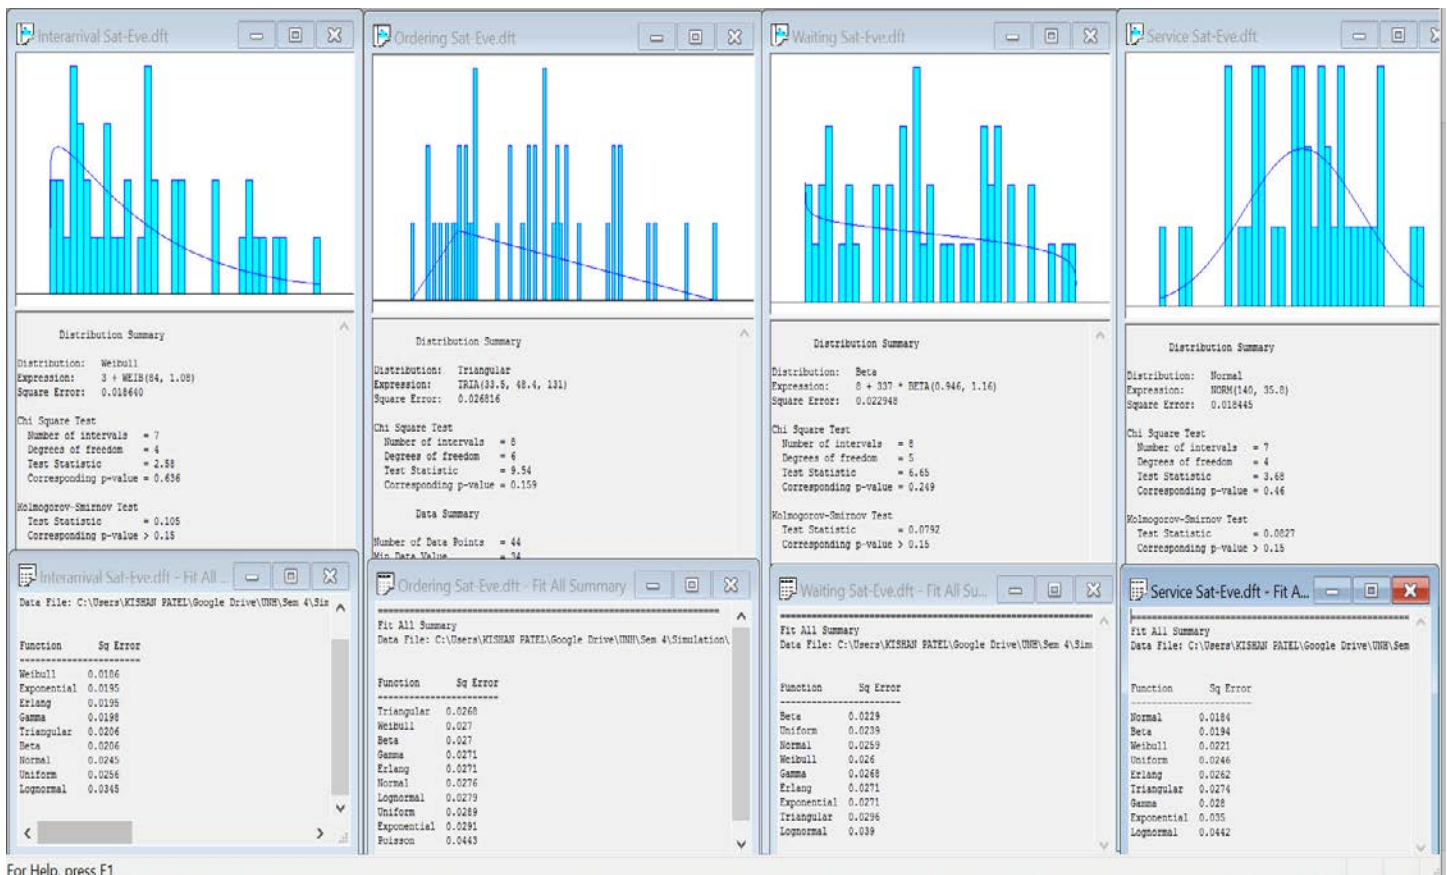 Interarrival Sat-Eve.dft
Distribution Summary
Distribution: Weibull
Expression: 3 + WEIB(84, 1.08)
Square Error: 0.018640
Chi Square Test
Number of intervals = 7
Degrees of freedom = 4
Test Statistic = 2.58
Corresponding p-value = 0.636
Kolmogorov-Smirnov Test
Test Statistic = 0.105
Corresponding p-value > 0.15
Ordering Sat-Eve.dft
Distribution Summary
Distribution: Triangular
Expression: TRIA(33.5, 48.4, 131)
Square Error: 0.026816
Chi Square Test
Number of intervals = 8
Degrees of freedom = 6
Test Statistic = 9.54
Corresponding p-value = 0.159
Data Summary
Number of Data Points = 44
Min Data Value = 34
Waiting Sat-Eve.dft
Distribution Summary
Distribution: Beta
Expression: 8 + 337 * BETA(0.946, 1.16)
Square Error: 0.022948
Chi Square Test
Number of intervals = 8
Degrees of freedom = 5
Test Statistic = 6.65
Corresponding p-value = 0.249
Kolmogorov-Smirnov Test
Test Statistic = 0.0792
Corresponding p-value > 0.15
Service Sat-Eve.dft
Distribution Summary
Distribution: Normal
Expression: NORM(140, 35.8)
Square Error: 0.018445
Chi Square Test
Number of intervals = 7
Degrees of freedom = 4
Test Statistic = 3.68
Corresponding p-value = 0.46
Kolmogorov-Smirnov Test
Test Statistic = 0.0827
Corresponding p-value > 0.15
Interarrival Sat-Eve.dft - Fit All ...
Data File: C:\Users\KISHAN PATEL\Google Drive\UNH\Sem 4\Sim
Function Sq Error
Weibull 0.0186
Exponential 0.0195
Erlang 0.0195
Gamma 0.0198
Triangular 0.0206
Beta 0.0206
Normal 0.0245
Uniform 0.0256
Lognormal 0.0345
Ordering Sat-Eve.dft - Fit All Summary
Fit All Summary
Data File: C:\Users\KISHAN PATEL\Google Drive\UNH\Sem 4\Simulation\
Function Sq Error
Triangular 0.0268
Weibull 0.027
Beta 0.027
Gamma 0.0271
Erlang 0.0271
Normal 0.0276
Lognormal 0.0279
Uniform 0.0289
Exponential 0.0291
Poisson 0.0443
Waiting Sat-Eve.dft - Fit All Su...
Fit All Summary
Data File: C:\Users\KISHAN PATEL\Google Drive\UNH\Sem 4\Sim
Function Sq Error
Beta 0.0229
Uniform 0.0239
Normal 0.0259
Weibull 0.026
Gamma 0.0268
Erlang 0.0271
Exponential 0.0271
Triangular 0.0296
Lognormal 0.039
Service Sat-Eve.dft - Fit A...
Fit All Summary
Data File: C:\Users\KISHAN PATEL\Google Drive\UNH\Sem
Function Sq Error
Normal 0.0184
Beta 0.0194
Weibull 0.0221
Uniform 0.0246
Erlang 0.0262
Triangular 0.0274
Gamma 0.028
Exponential 0.035
Lognormal 0.0442
For Help, press F1